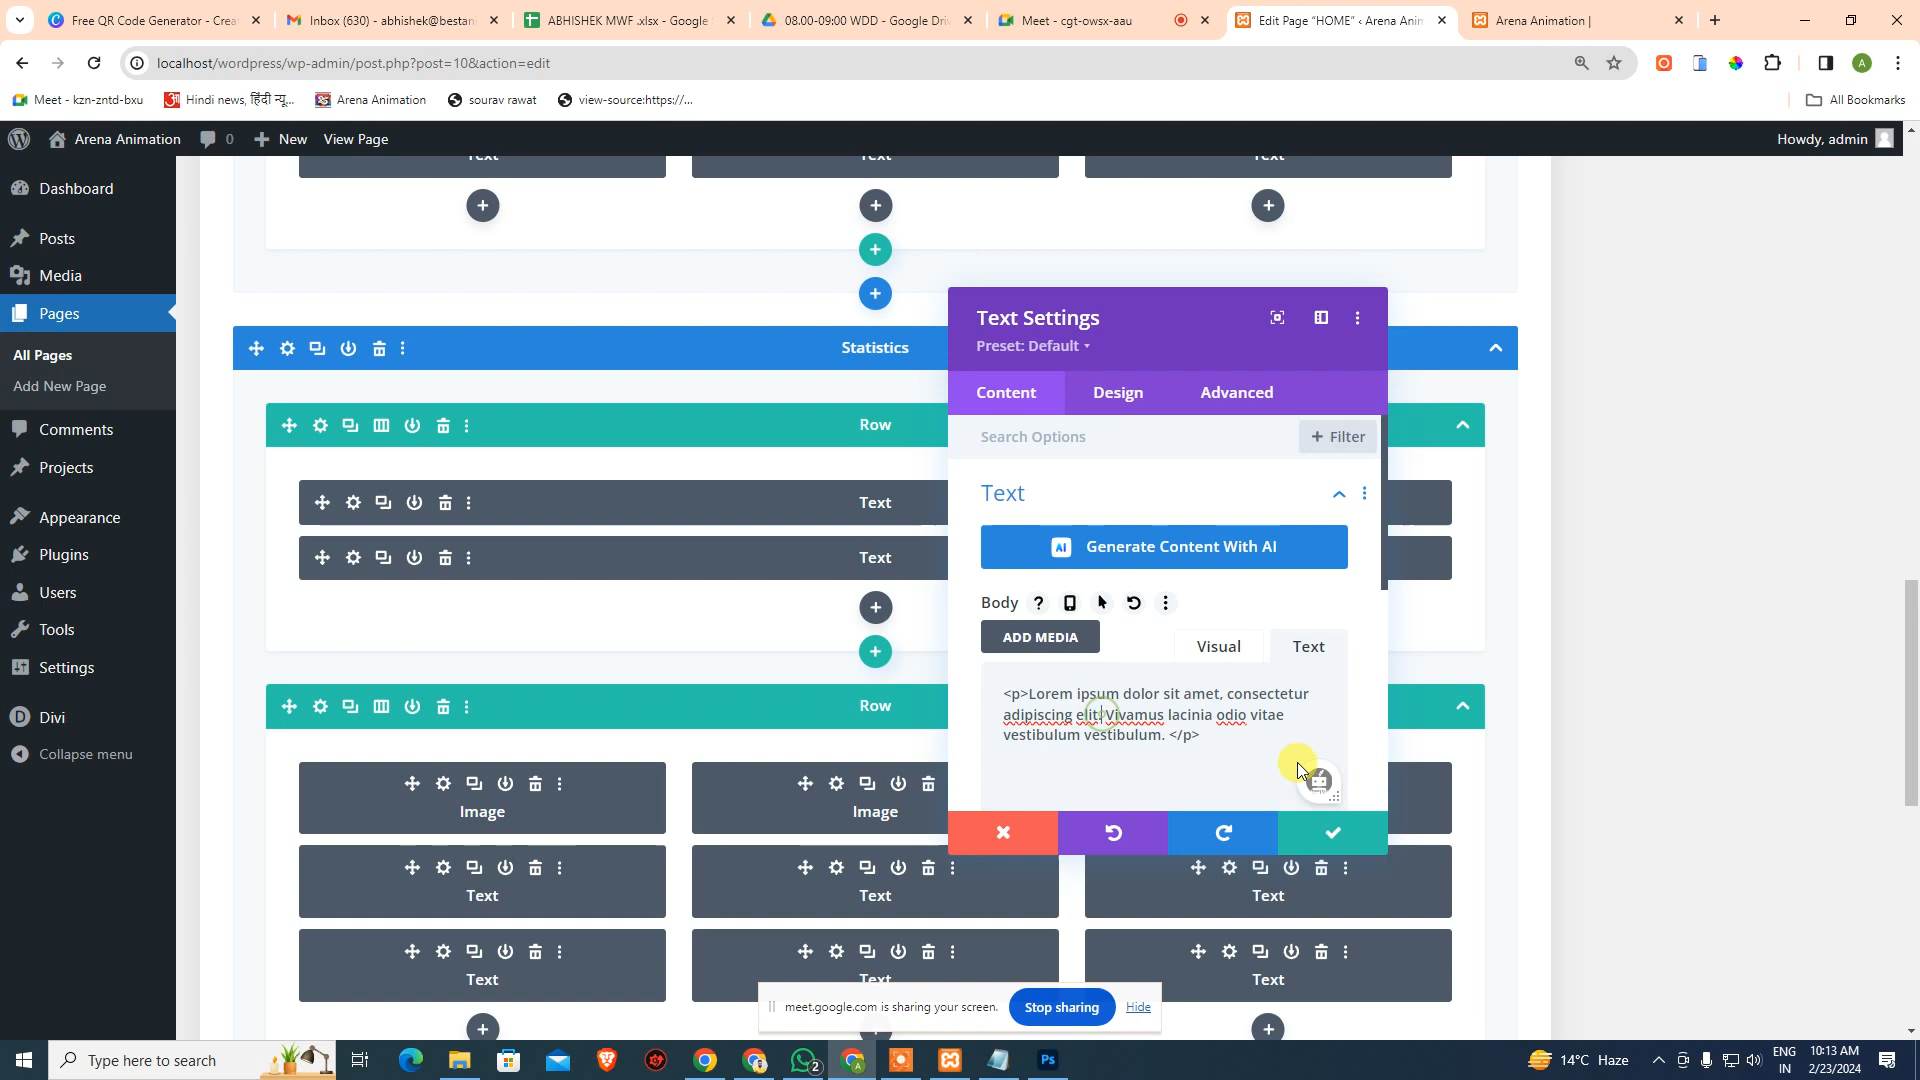 Free QR Code Generator - Crea
Inbox (630) - abhishek@bestan
ABHISHEK MWF .xlsx - Google
08.00-09:00 WDD - Google Dri
Meet - cgt-owsx-aau
Edit Page “HOME” ‹ Arena Anim
Arena Animation |
localhost/wordpress/wp-admin/post.php?post=10&action=edit
A
Meet - kzn-zntd-bxu
Hindi news, हिंदी न्यू...
Arena Animation
sourav rawat
view-source:https://...
All Bookmarks
Arena Animation
0
New
View Page
Howdy, admin
Dashboard
Posts
Media
Pages
All Pages
Add New Page
Comments
Projects
Appearance
Plugins
Users
Tools
Settings
Divi
Collapse menu
Text
Text
Text
Statistics
Row
Text
Text
Row
Image
Image
Text
Text
Text
Text
Text
Text
Text Settings
Preset: Default
Content
Design
Advanced
Search Options
+ Filter
Text
AI Generate Content With AI
Body
ADD MEDIA
Visual
Text
<p>Lorem ipsum dolor sit amet, consectetur
adipiscing elit. Vivamus lacinia odio vitae
vestibulum vestibulum. </p>
meet.google.com is sharing your screen.
Stop sharing
Hide
Type here to search
2
A
Ps
14°C Haze
ENG
IN
10:13 AM
2/23/2024